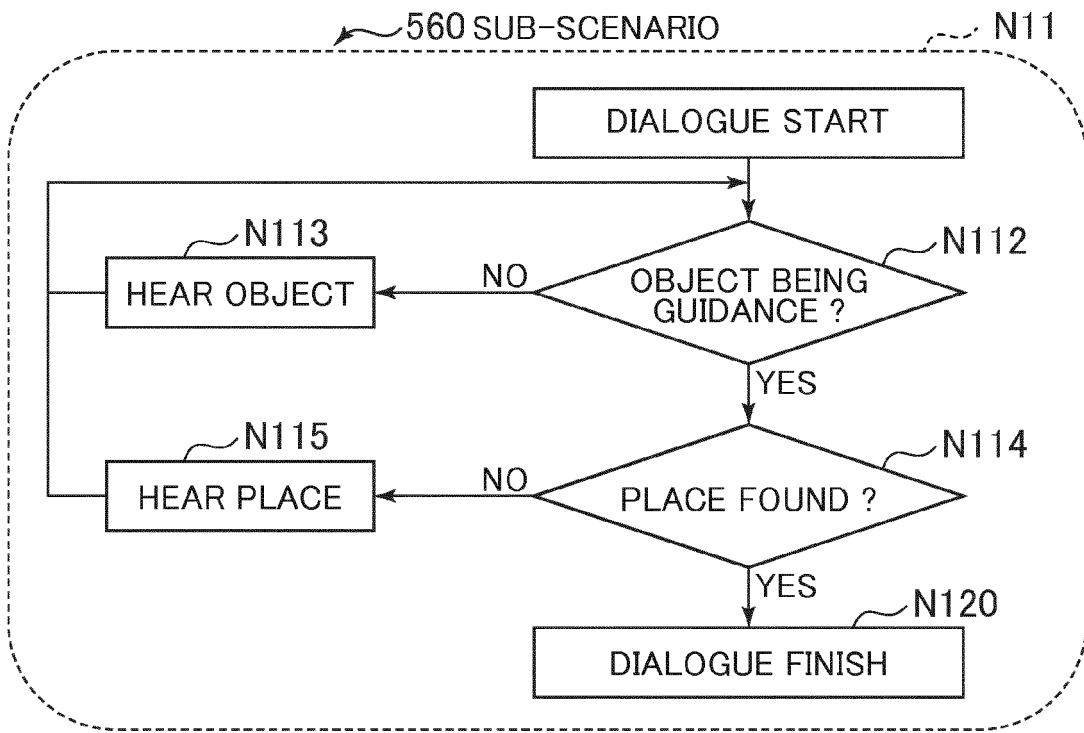 560 SUB-SCENARIO
N11
DIALOGUE START
N113
N112
HEAR OBJECT
NO
OBJECT BEING
GUIDANCE ?
YES
N115
N114
HEAR PLACE
NO
PLACE FOUND ?
YES
N120
DIALOGUE FINISH